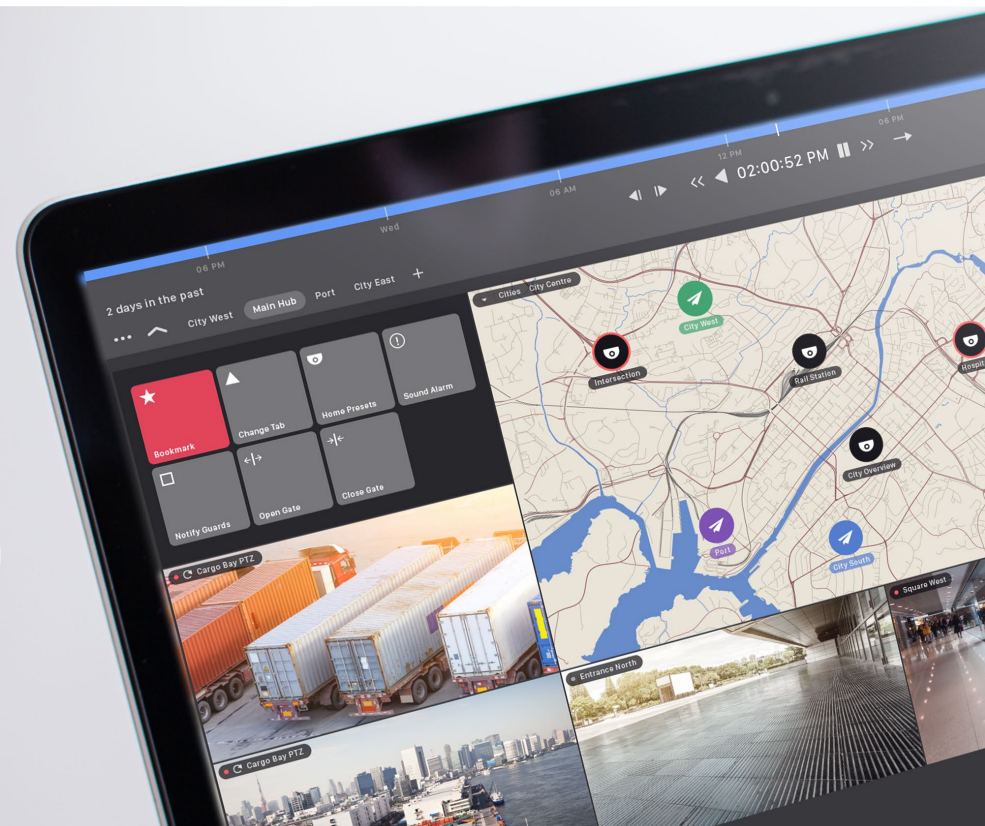 06 PM
Wed
06 AM
12 PM
06 PM
02:00:52 PM
2 days in the past
City West
Main Hub
Port
City East
Bookmark
Change Tab
Home Presets
Sound Alarm
Notify Guards
Open Gate
Close Gate
Cities
City Centre
City West
Intersection
Rail Station
Hospit
City Overview
Port
City South
Cargo Bay PTZ
Cargo Bay PTZ
Entrance North
Square West